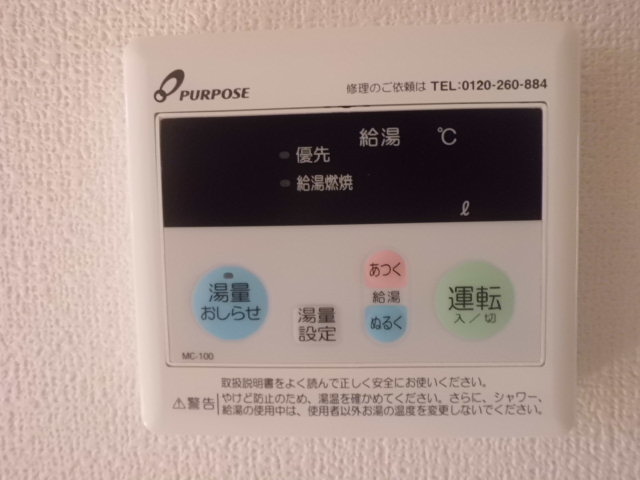 PURPOSE
修理のご依頼は TEL:0120-260-884
給湯 ℃
優先
給湯燃焼
ℓ
湯量
おしらせ
湯量
設定
あつく
給湯
ぬるく
運転
入/切
MC-100
取扱説明書をよく読んで正しく安全にお使いください。
⚠警告
やけど防止のため、湯温を確かめてください。さらに、シャワー、
給湯の使用中は、使用者以外お湯の温度を変更しないでください。